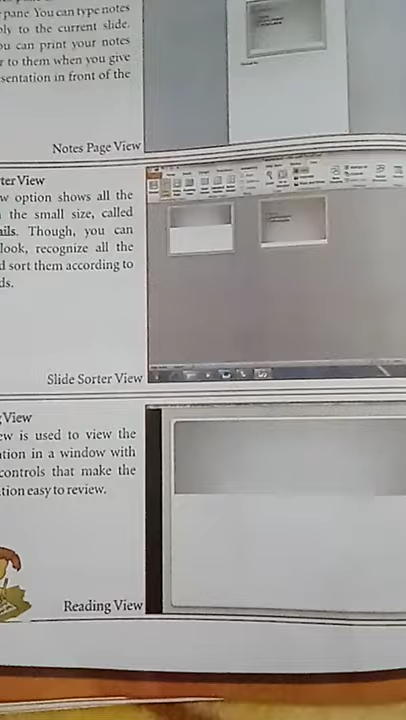 pane. You can type notes
ply to the current slide.
ou can print your notes
r to them when you give
sentation in front of the
Notes Page View
rter View
w option shows all the
the small size, called
ails. Though, you can
look, recognize all the
d sort them according to
ds.
Slide Sorter View
g View
ew is used to view the
tation in a window with
controls that make the
tion easy to review.
Reading View